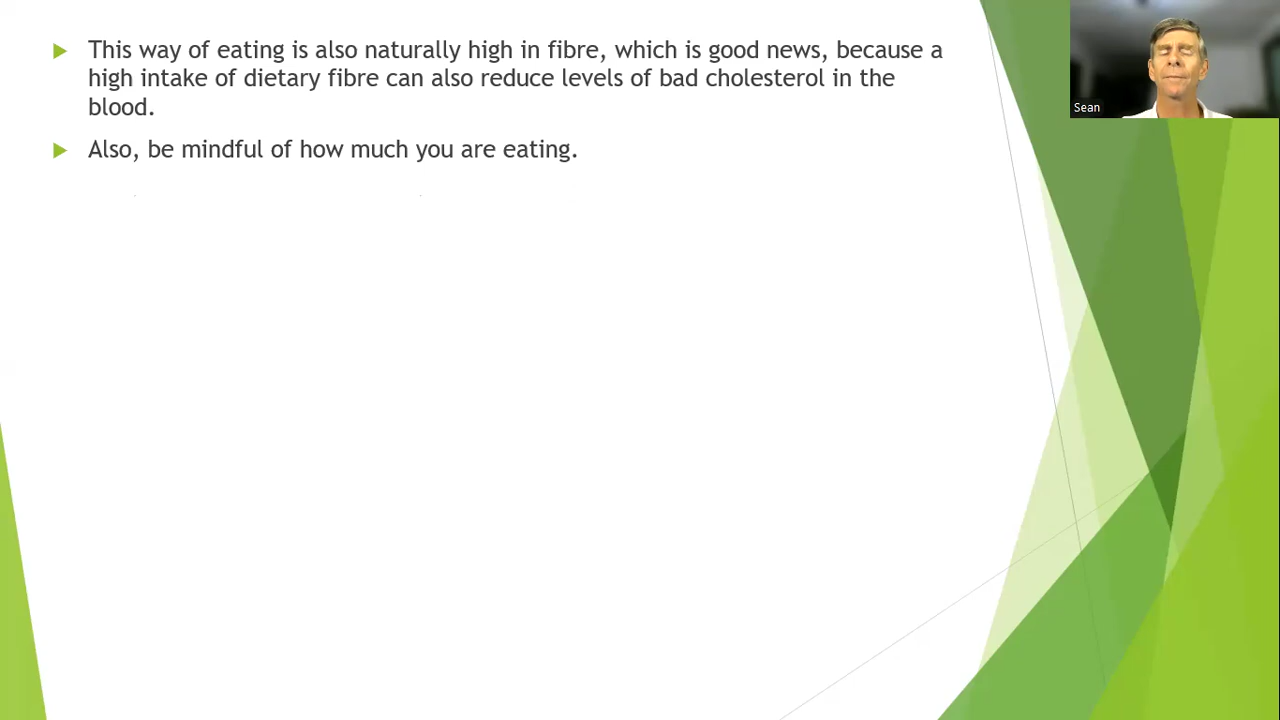 This way of eating is also naturally high in fibre, which is good news, because a
high intake of dietary fibre can also reduce levels of bad cholesterol in the
blood.
Also, be mindful of how much you are eating.
Sean